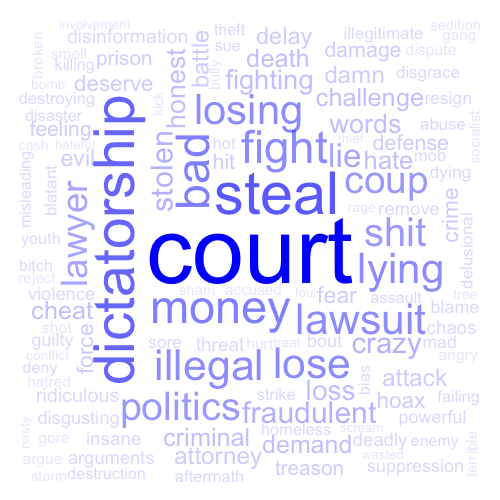 involvement
theft
sedition
disinformation
delay
illegitimate
gang
broken
smell
prison
honest
battle
sue
death
damage
dispute
killing
bully
damn
disgrace
bomb
deserve
fighting
destroying
kick
losing
challenge
resign
disaster
stolen
bad
words
abuse
socialist
feeling
dictatorship
hot
fight
thief
defense
cash
hateful
lie
hate
mob
evil
hit
dying
misleading
blatant
lawyer
steal
coup
rage
remove
crime
delusional
youth
court
shit
bitch
lying
reject
violence
sham
accused
foul
fear
assault
tree
cheat
money
lawsuit
blame
shot
chaos
guilty
force
sore
threat
hurt
treat
bout
crazy
mad
conflict
angry
deny
illegal
lose
bias
attack
hatred
ridiculous
strike
loss
hoax
failing
politics
fraudulent
powerful
disgusting
nasty
homeless
scream
gore
insane
criminal
demand
deadly
enemy
argue
arguments
attorney
wasted
terrible
storm
destruction
aftermath
treason
suppression